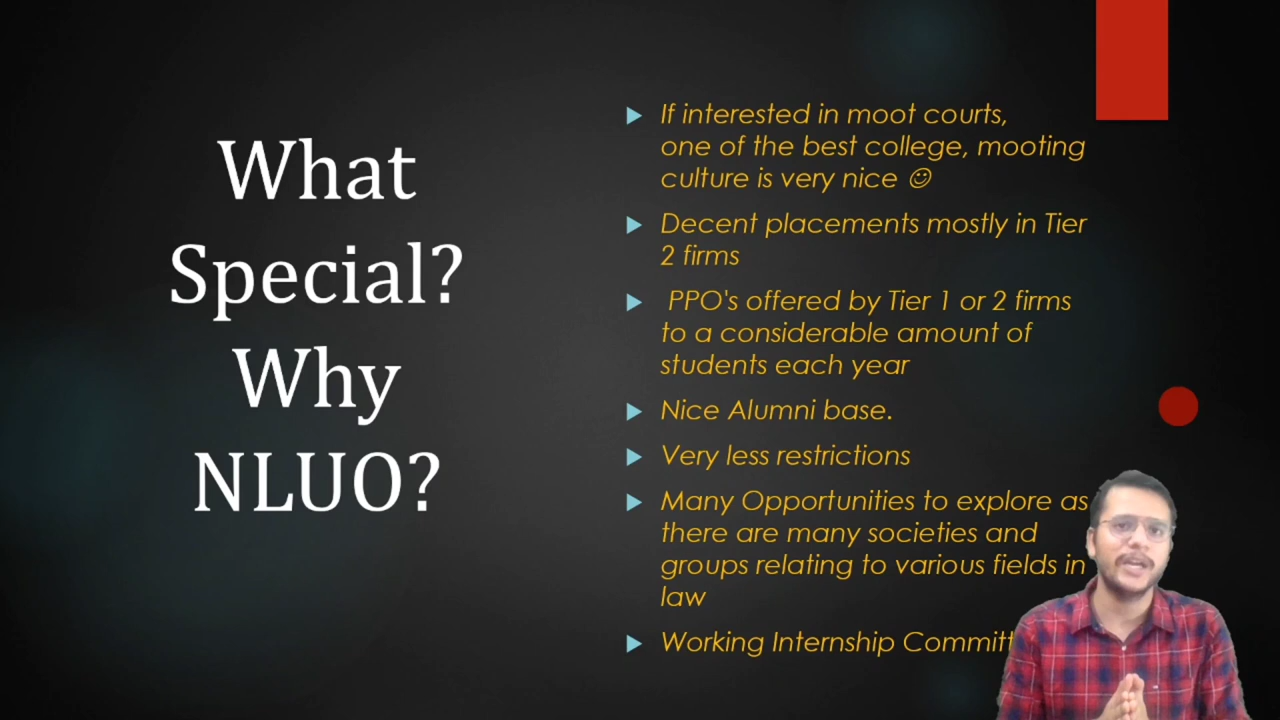 What
Special?
Why
NLUO?
If interested in moot courts,
one of the best college, mooting
culture is very nice ☺
Decent placements mostly in Tier
2 firms
PPO's offered by Tier 1 or 2 firms
to a considerable amount of
students each year
Nice Alumni base.
Very less restrictions
Many Opportunities to explore as
there are many societies and
groups relating to various fields in
law
Working Internship